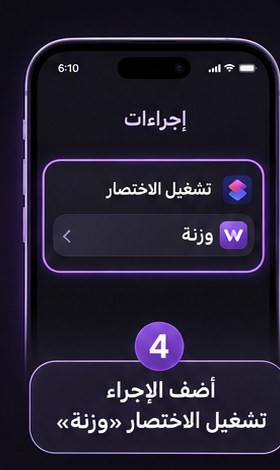 6:10
إجراءات
تشغيل الاختصار
وزنة
4
أضف الإجراء
تشغيل الاختصار «وزنة»